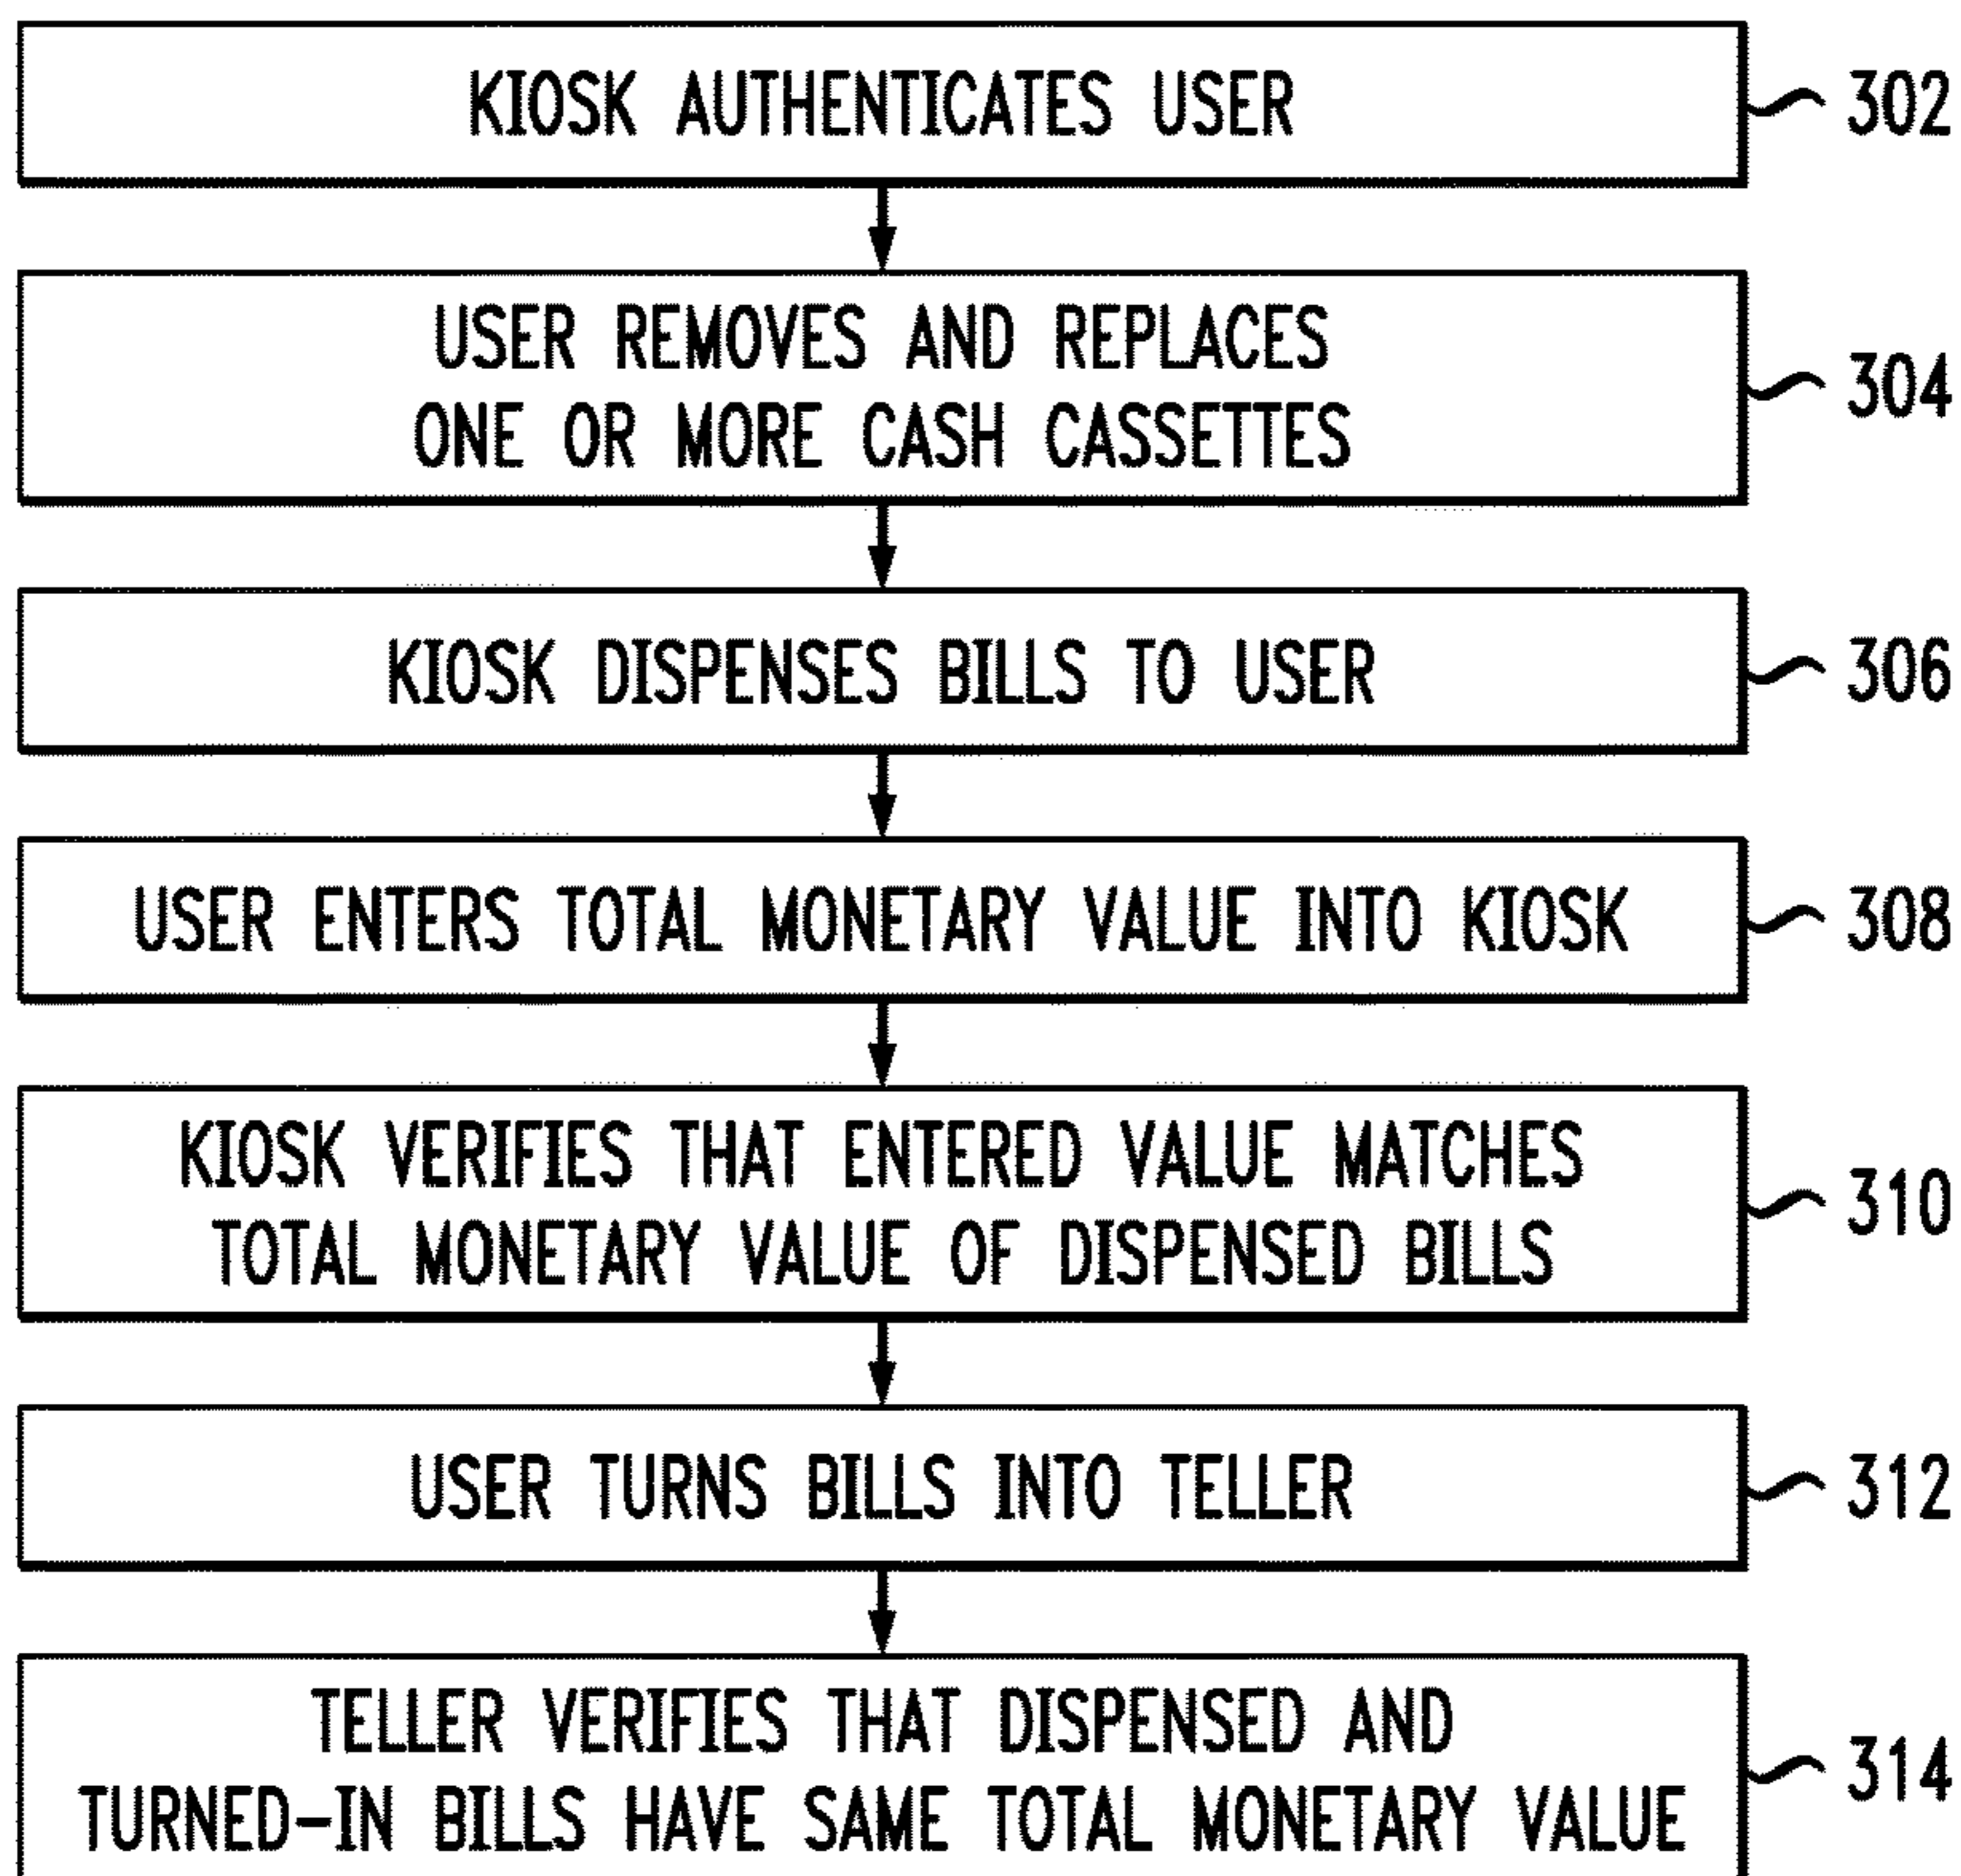 KIOSK AUTHENTICATES USER
302
USER REMOVES AND REPLACES
ONE OR MORE CASH CASSETTES
304
KIOSK DISPENSES BILLS TO USER
306
USER ENTERS TOTAL MONETARY VALUE INTO KIOSK
308
KIOSK VERIFIES THAT ENTERED VALUE MATCHES
TOTAL MONETARY VALUE OF DISPENSED BILLS
310
USER TURNS BILLS INTO TELLER
312
TELLER VERIFIES THAT DISPENSED AND
TURNED-IN BILLS HAVE SAME TOTAL MONETARY VALUE
314